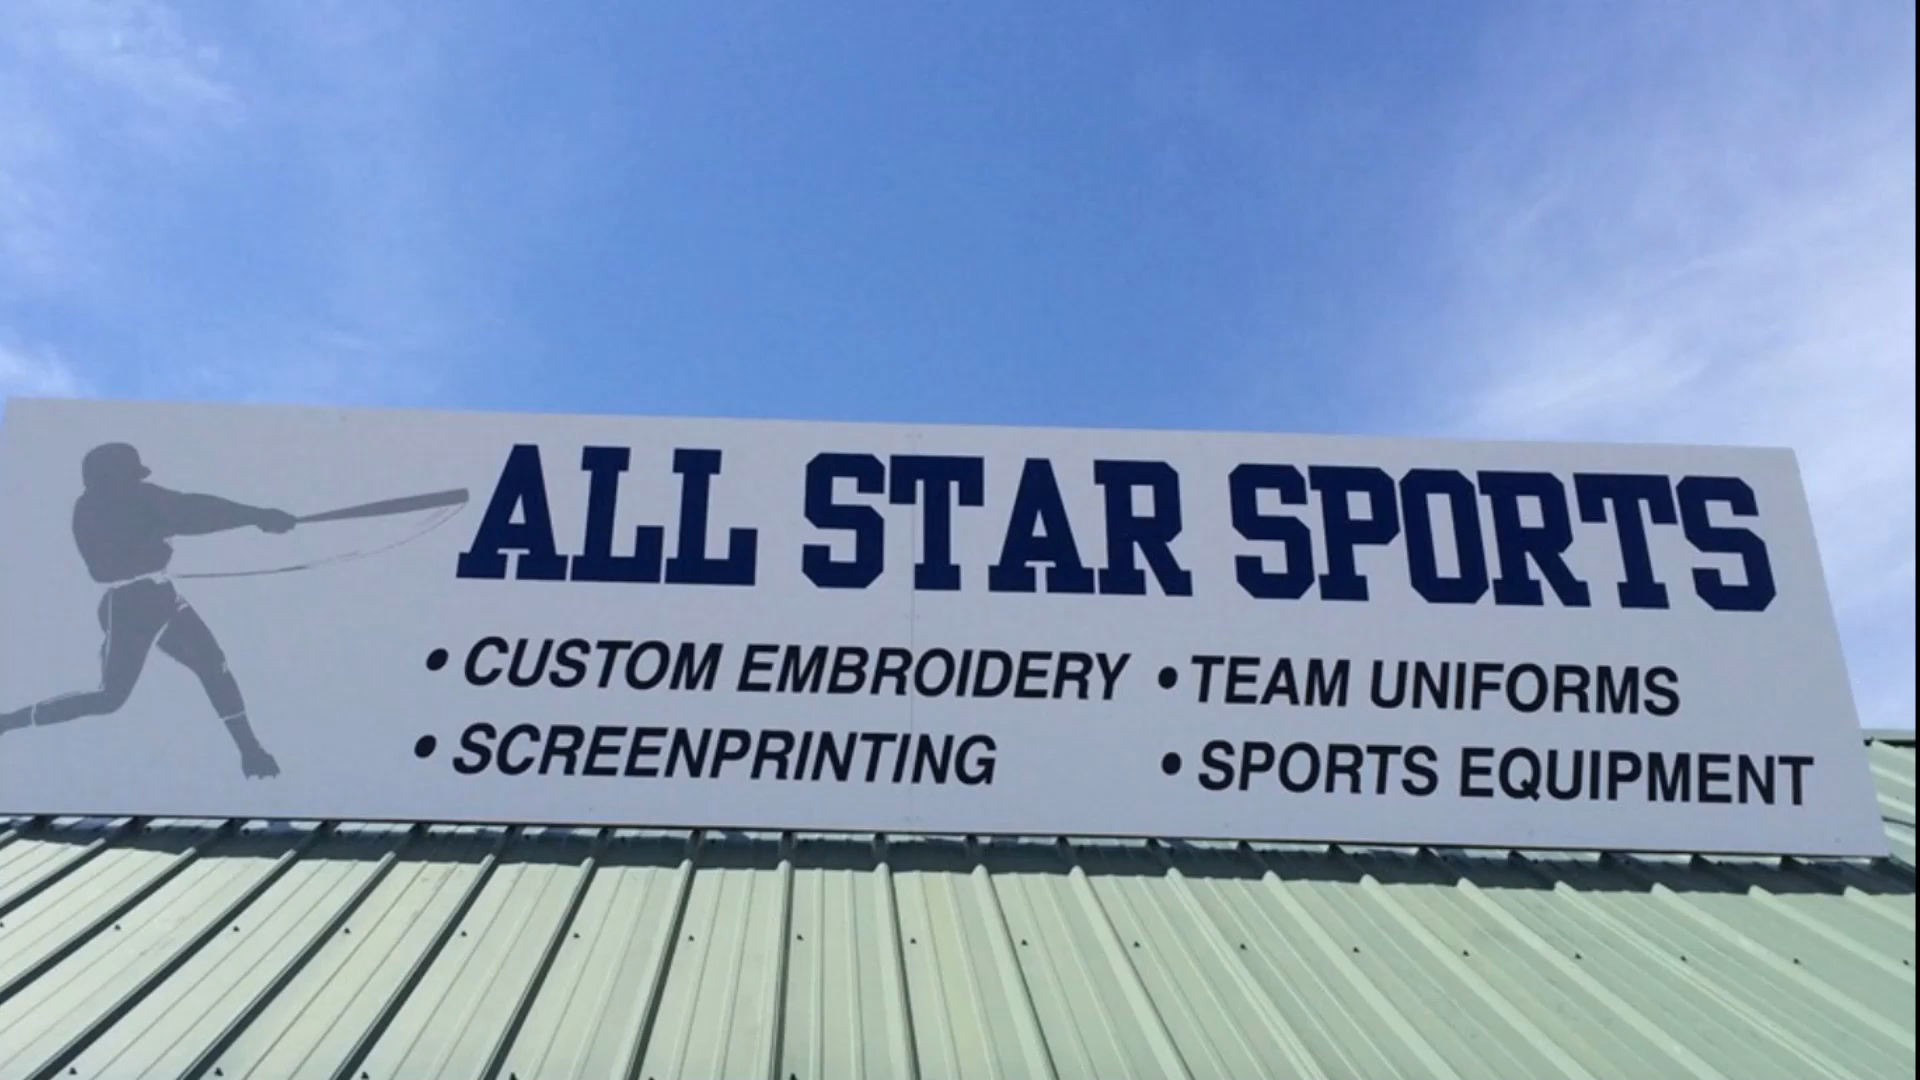 ALL STAR SPORTS
• CUSTOM EMBROIDERY • TEAM UNIFORMS
• SCREENPRINTING • SPORTS EQUIPMENT